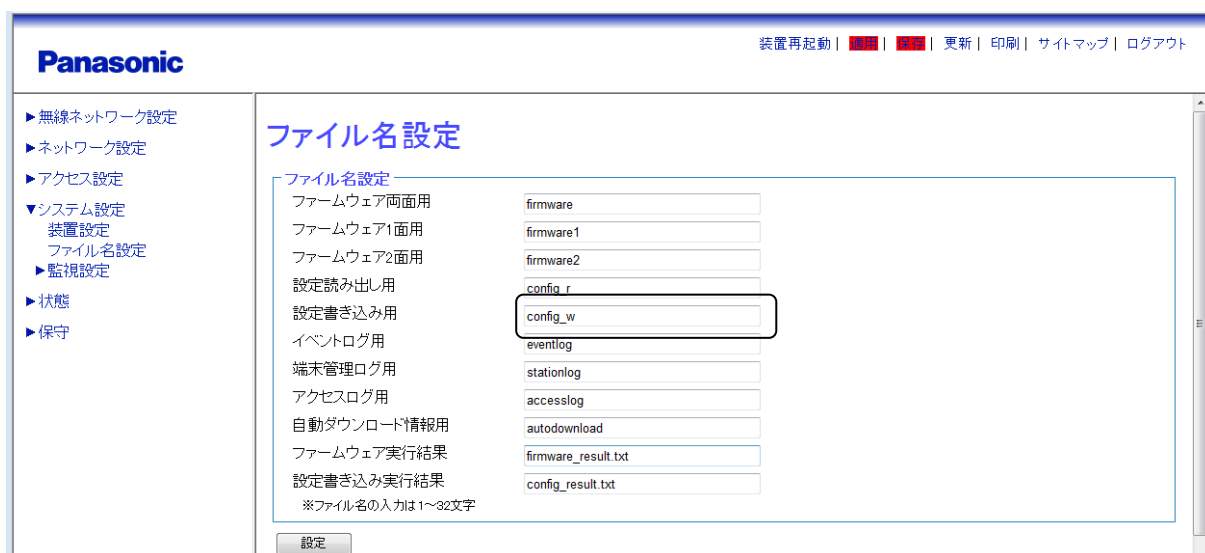 装置再起動| 適用| 保存| 更新| 印刷| サイトマップ| ログアウト
Panasonic
▶無線ネットワーク設定
▶ネットワーク設定
▶アクセス設定
▼システム設定
装置設定
ファイル名設定
▶監視設定
▶状態
▶保守
ファイル名設定
ファイル名設定
ファームウェア両面用 firmware
ファームウェア1面用 firmware1
ファームウェア2面用 firmware2
設定読み出し用 config_r
設定書き込み用 config_w
イベントログ用 eventlog
端末管理ログ用 stationlog
アクセスログ用 accesslog
自動ダウンロード情報用 autodownload
ファームウェア実行結果 firmware_result.txt
設定書き込み実行結果 config_result.txt
※ファイル名の入力は1～32文字
設定